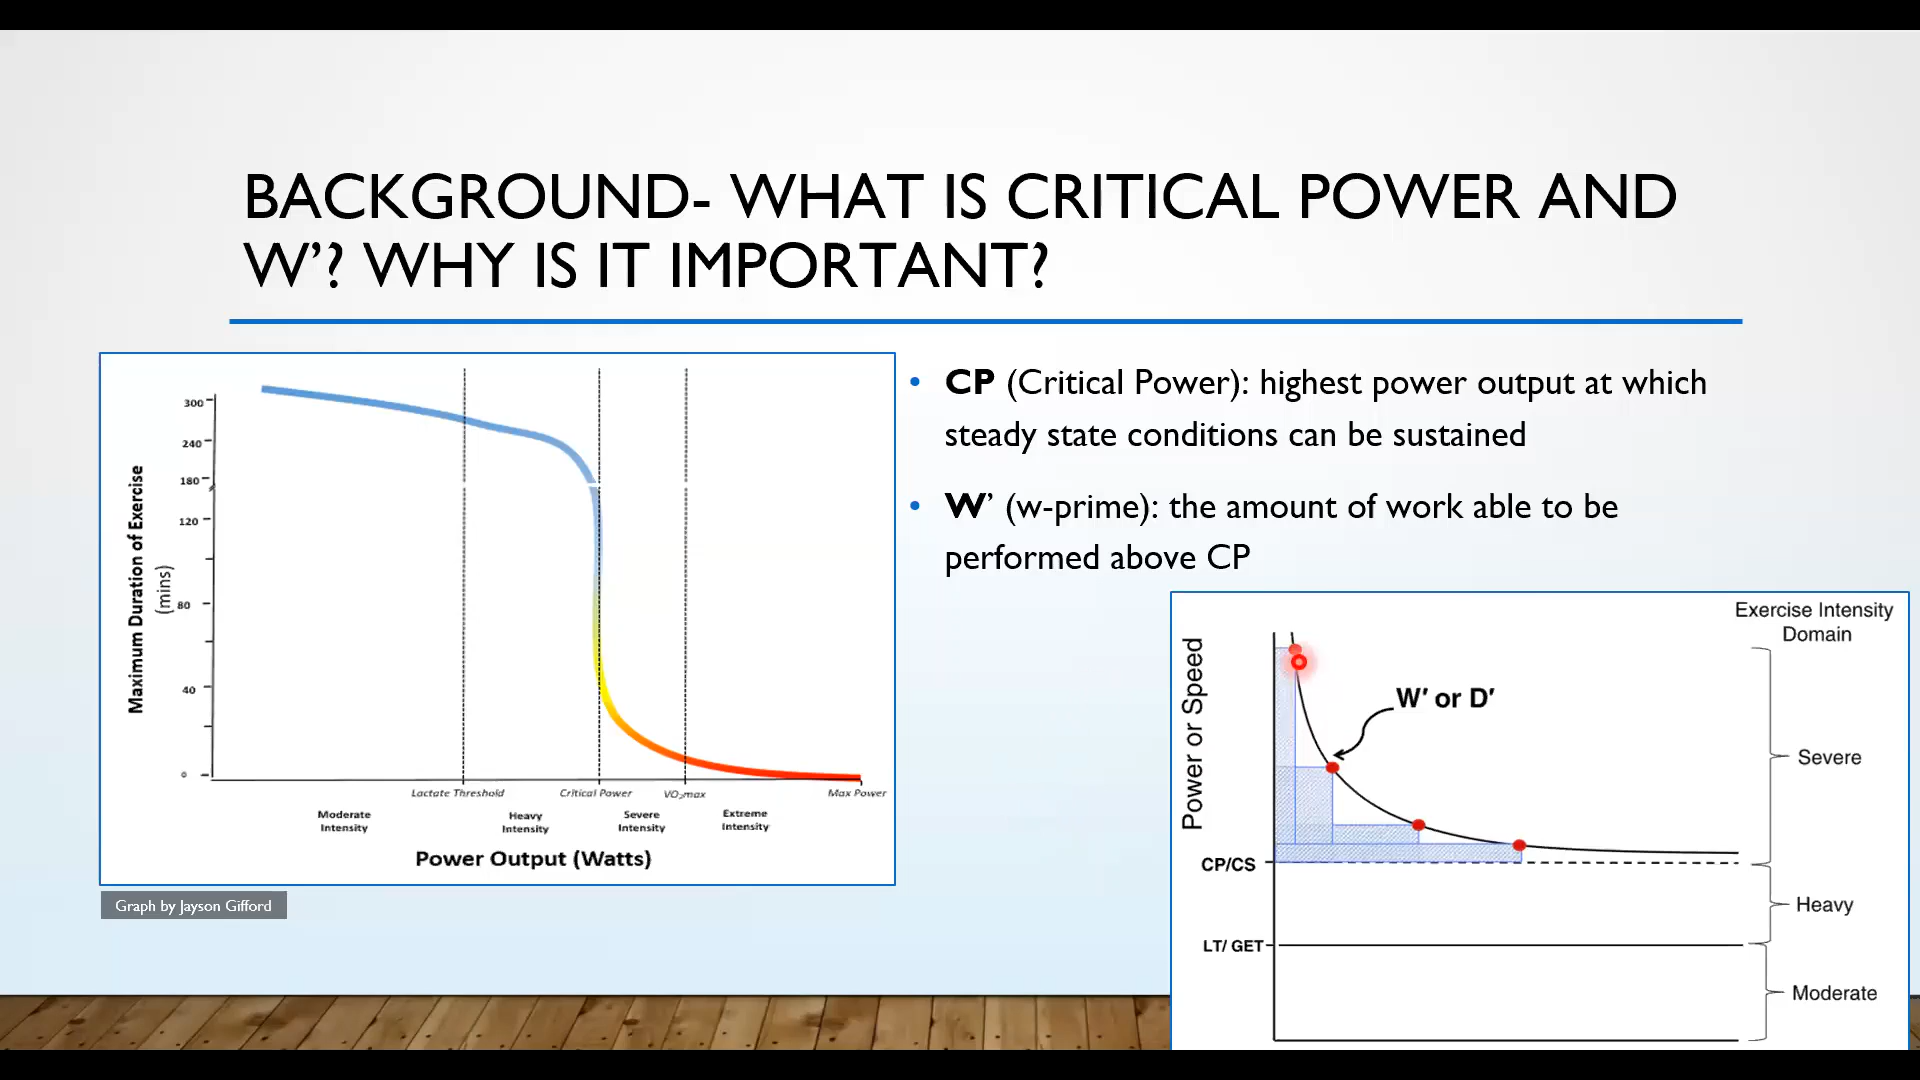 BACKGROUND- WHAT IS CRITICAL POWER AND
W’? WHY IS IT IMPORTANT?
Maximum Duration of Exercise
(mins)
300
240
180
120
80
40
0
Lactate Threshold
Critical Power
VO₂max
Max Power
Moderate
Intensity
Heavy
Intensity
Severe
Intensity
Extreme
Intensity
Power Output (Watts)
Graph by Jayson Gifford
• CP (Critical Power): highest power output at which
steady state conditions can be sustained
• W’ (w-prime): the amount of work able to be
performed above CP
Exercise Intensity
Domain
Power or Speed
W′ or D′
CP/CS
LT/ GET
Severe
Heavy
Moderate